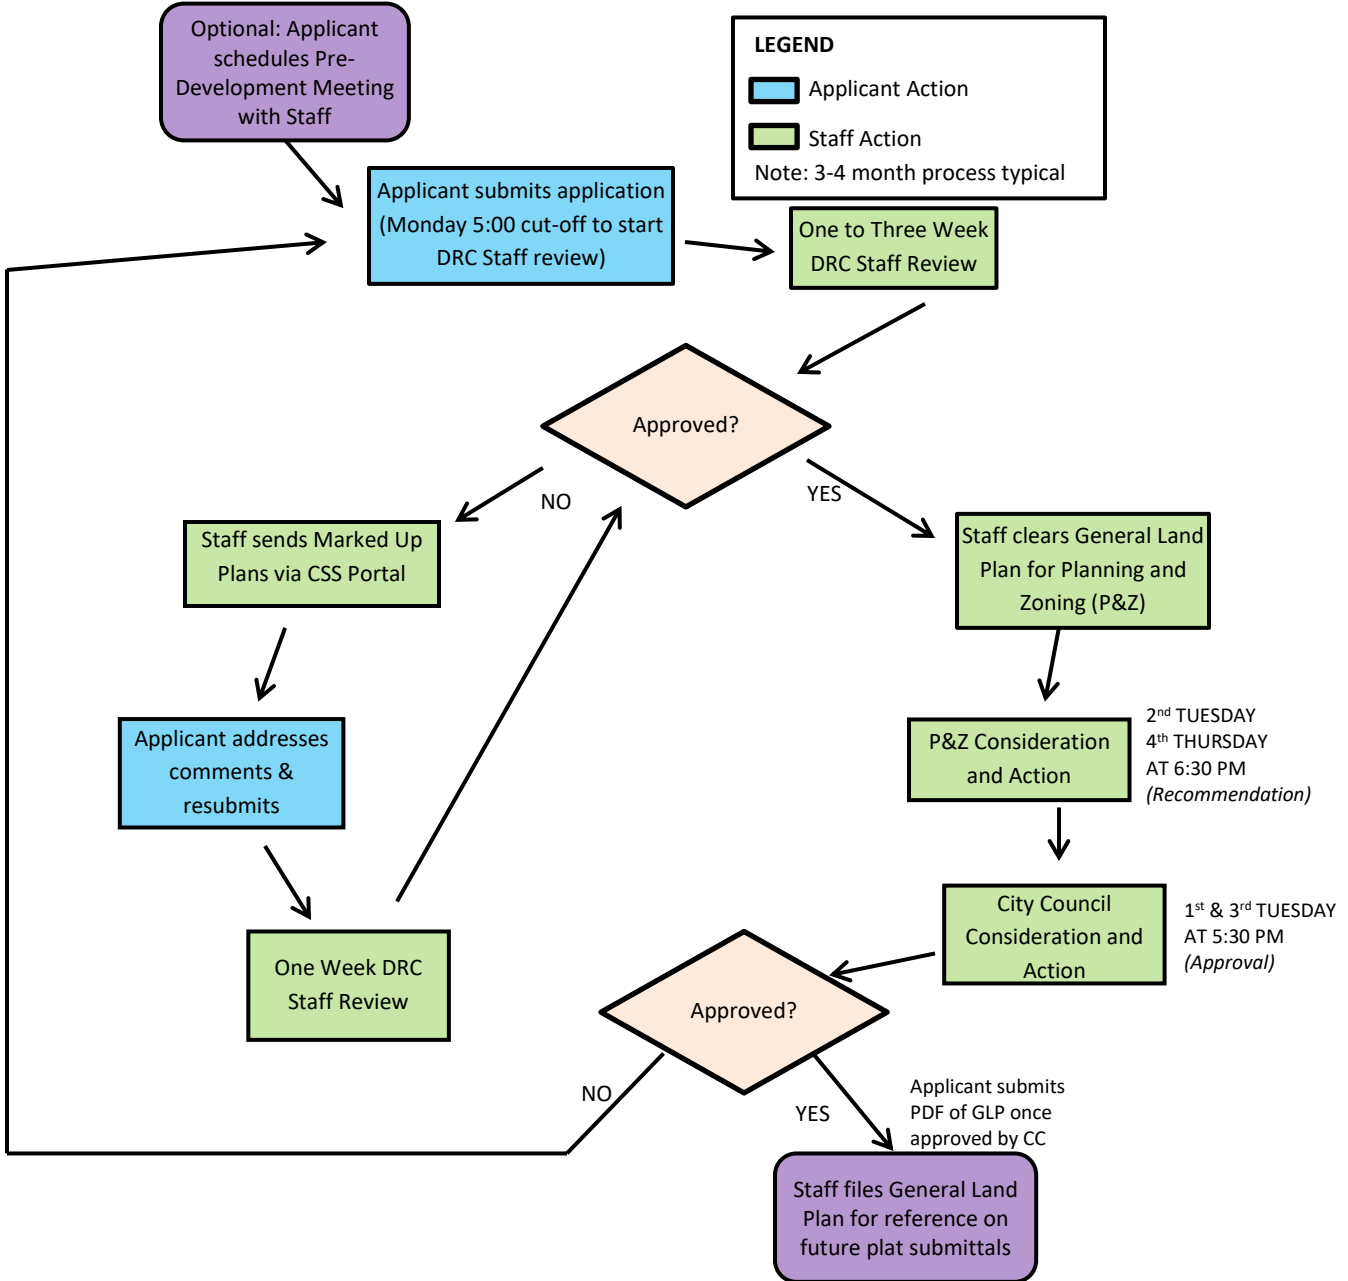 Optional: Applicant
schedules Pre-
Development Meeting
with Staff
LEGEND
Applicant Action
Staff Action
Note: 3-4 month process typical
Applicant submits application
(Monday 5:00 cut-off to start
DRC Staff review)
One to Three Week
DRC Staff Review
Approved?
NO
YES
Staff sends Marked Up
Plans via CSS Portal
Staff clears General Land
Plan for Planning and
Zoning (P&Z)
Applicant addresses
comments &
resubmits
P&Z Consideration
and Action
2nd TUESDAY
4th THURSDAY
AT 6:30 PM
(Recommendation)
One Week DRC
Staff Review
City Council
Consideration and
Action
1st & 3rd TUESDAY
AT 5:30 PM
(Approval)
Approved?
NO
YES
Applicant submits
PDF of GLP once
approved by CC
Staff files General Land
Plan for reference on
future plat submittals